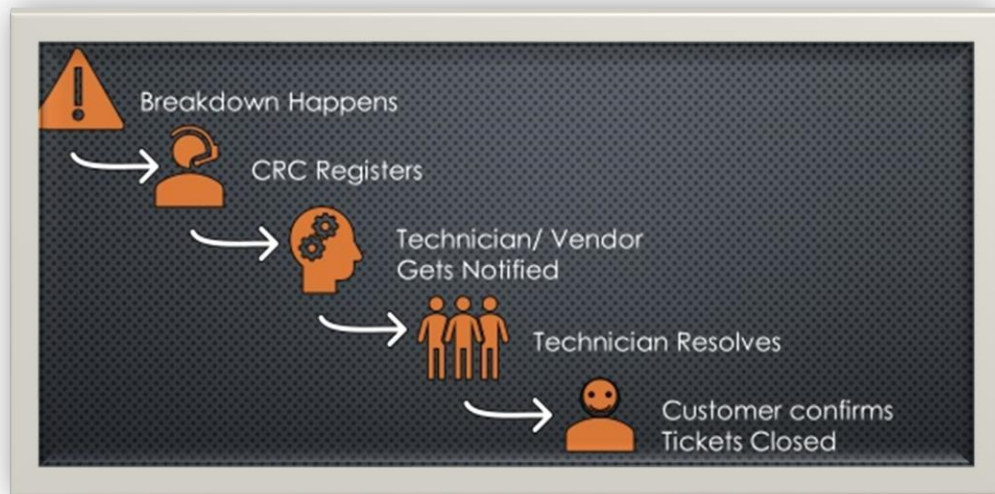 Breakdown Happens
CRC Registers
Technician/ Vendor
Gets Notified
Technician Resolves
Customer confirms
Tickets Closed